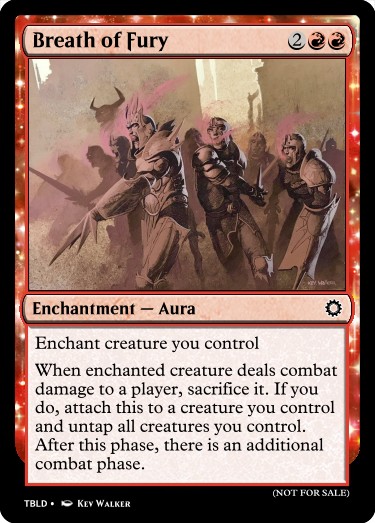 Breath of Fury 2
Enchantment — Aura
Enchant creature you control
When enchanted creature deals combat
damage to a player, sacrifice it. If you
do, attach this to a creature you control
and untap all creatures you control.
After this phase, there is an additional
combat phase.
(NOT FOR SALE)
TBLD • Kev Walker